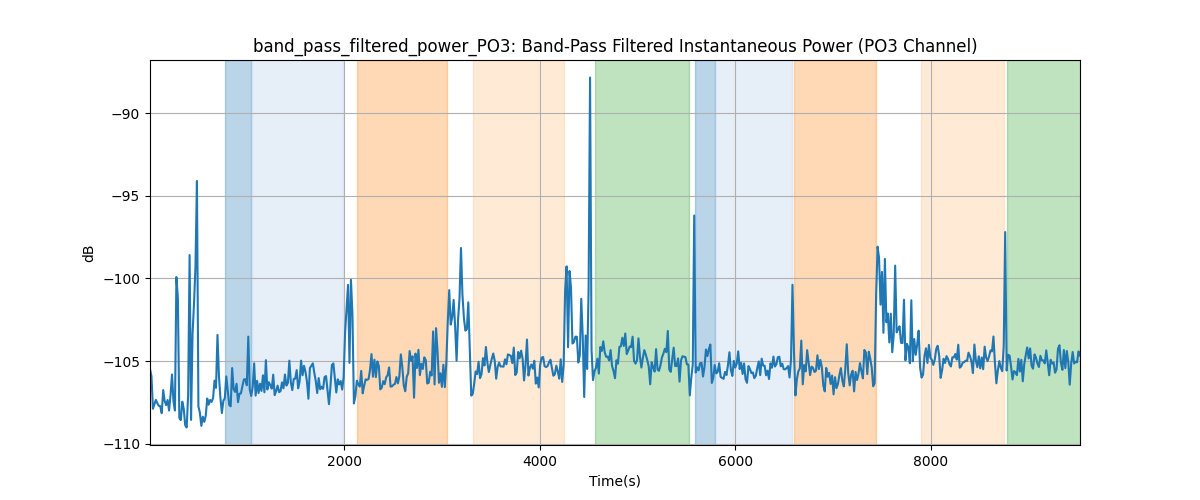 band_pass_filtered_power_PO3: Band-Pass Filtered Instantaneous Power (PO3 Channel)
−90
−95
−100
−105
−110
dB
2000 4000 6000 8000
Time(s)